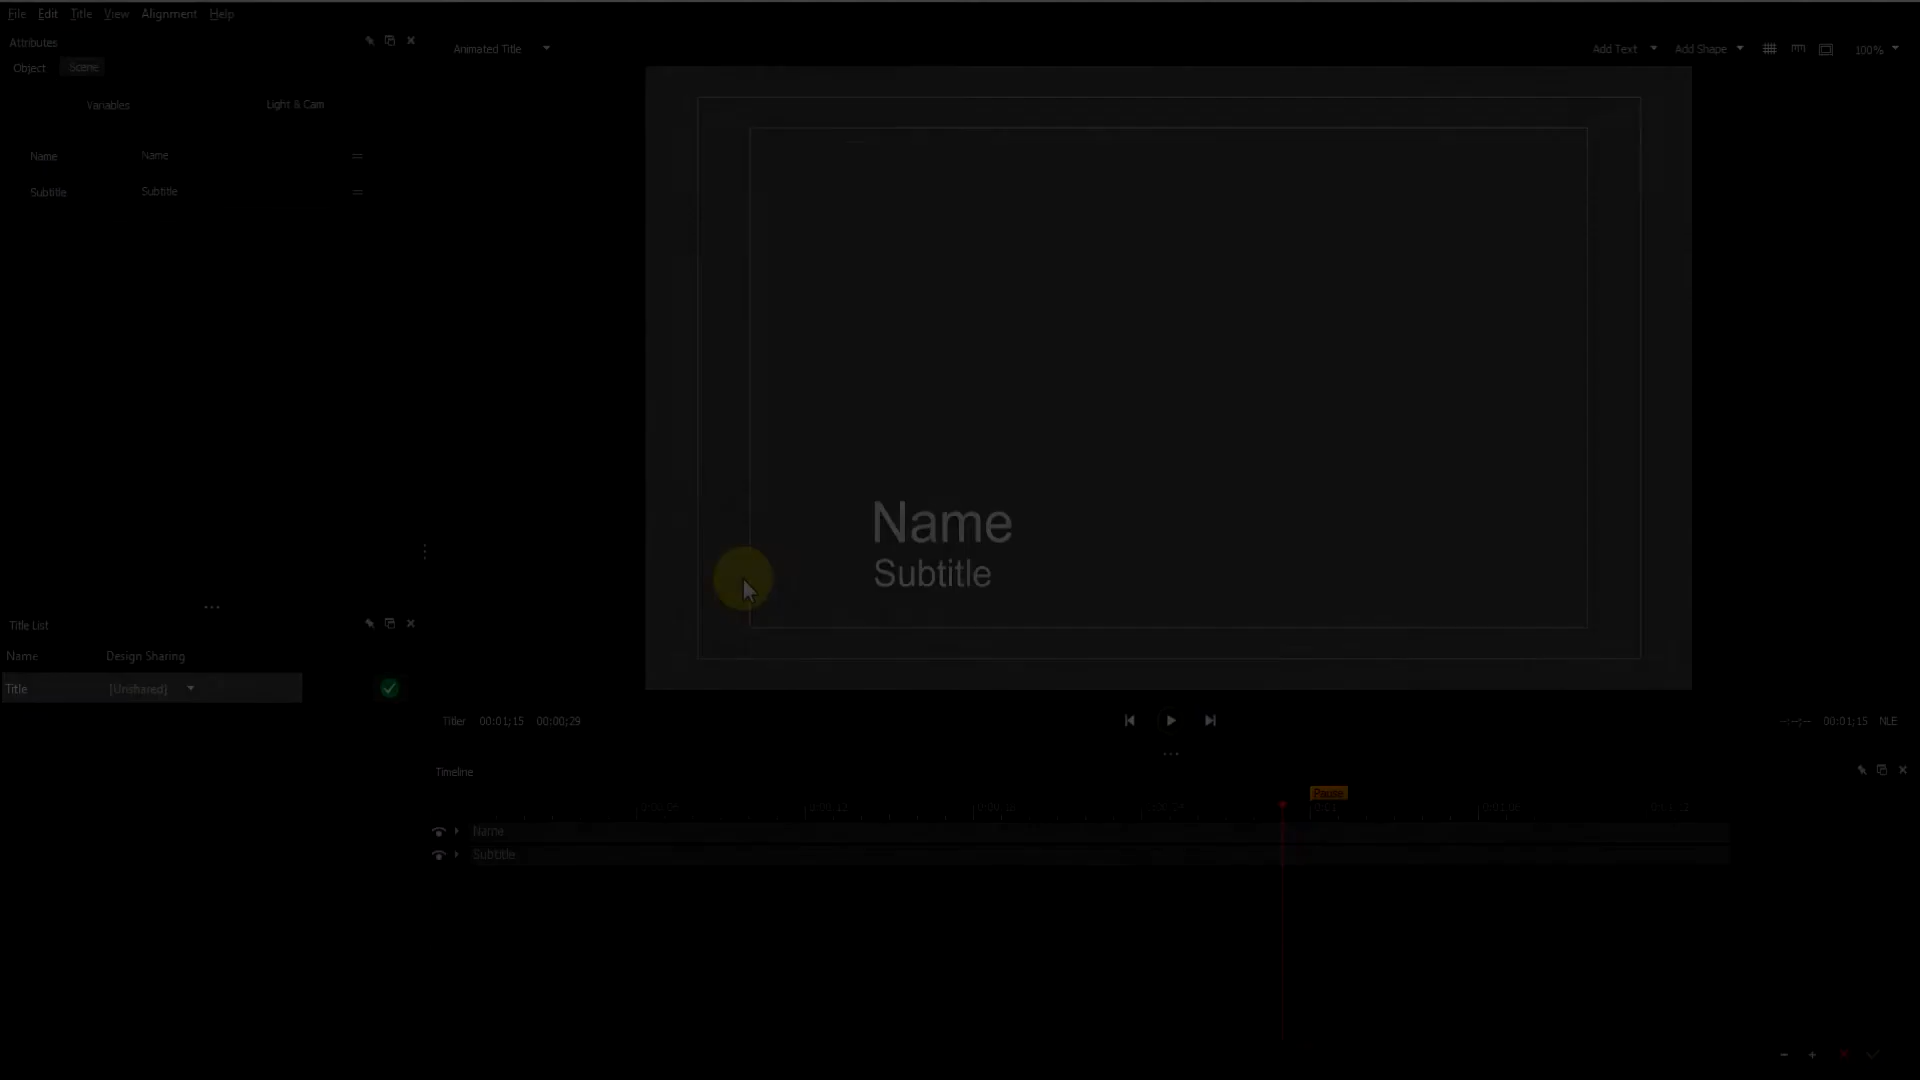 File Edit Title View Alignment Help
Attributes
Object Scene
Variables Light & Cam
Name Name
Subtitle Subtitle
Animated Title
Add Text Add Shape 100%
Name
Subtitle
Title List
Name Design Sharing
Title [Unshared]
Titler 00:01;15 00:00;29
--:--;-- 00:01;15 NLE
Timeline
Pause
Name
Subtitle